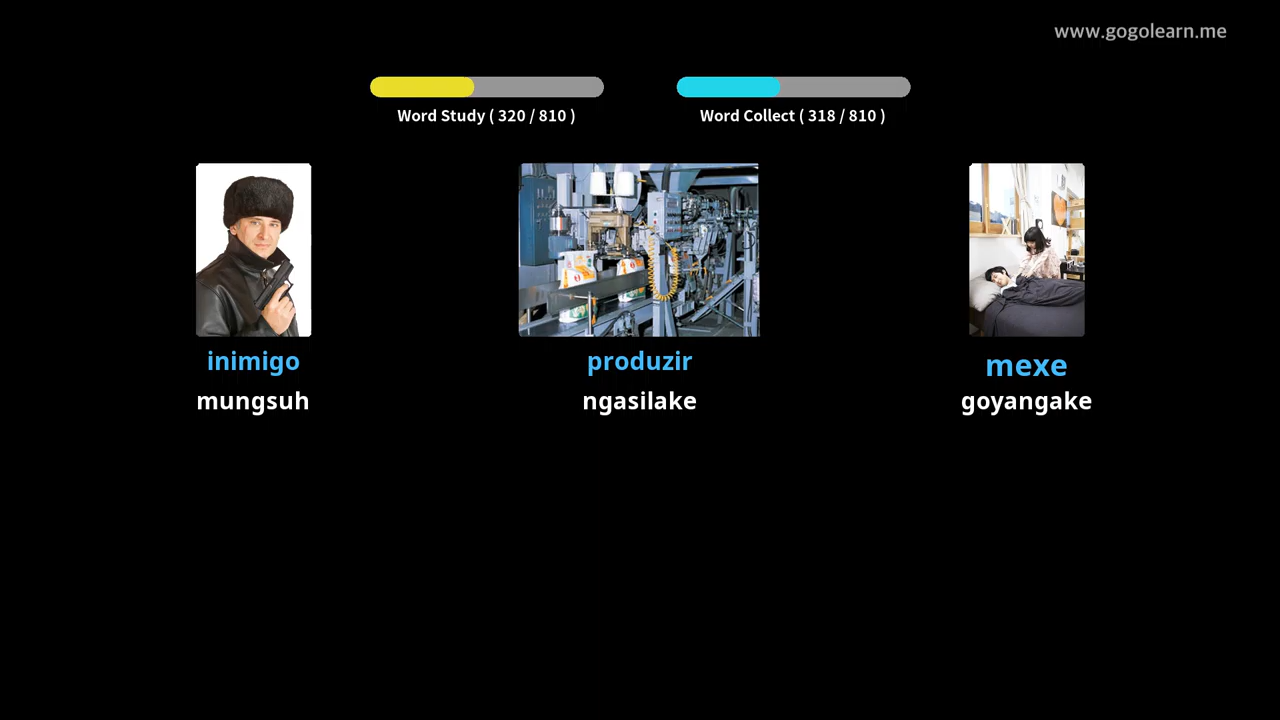 www.gogolearn.me
Word Study ( 320 / 810 )
Word Collect ( 318 / 810 )
inimigo
produzir
mexe
mungsuh
ngasilake
goyangake